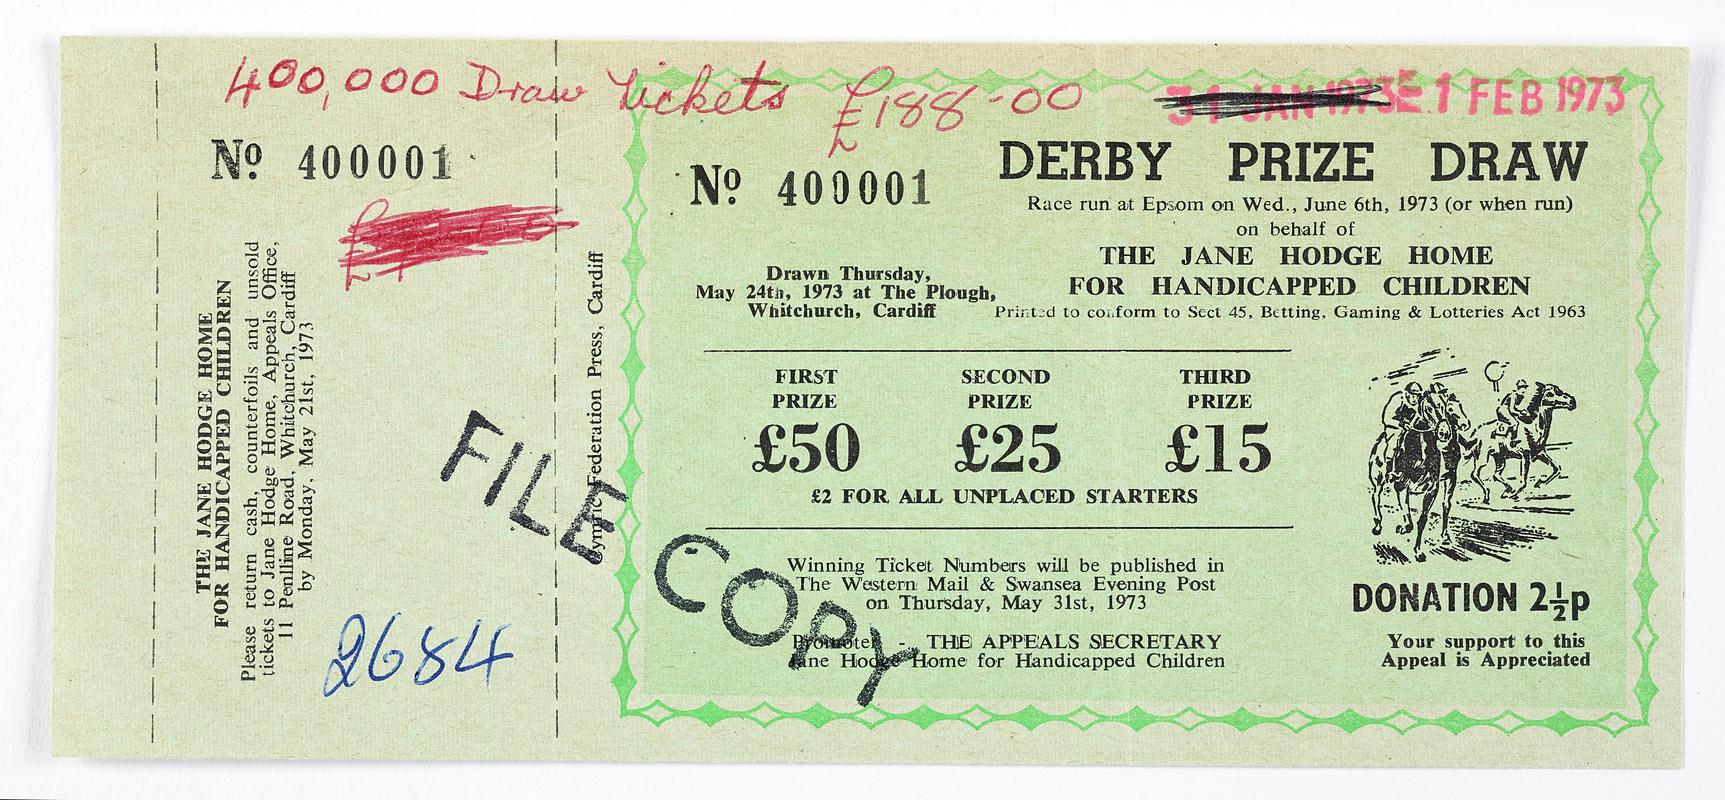 400,000 Draw Tickets £188-00
31 JAN 1973 E 1 FEB 1973
Nº 400001
THE JANE HODGE HOME
FOR HANDICAPPED CHILDREN
Please return cash, counterfoils and unsold
tickets to Jane Hodge Home, Appeals Office,
11 Penlline Road, Whitchurch, Cardiff
by Monday, May 21st, 1973
2684
FILE COPY
Federation Press, Cardiff
Nº 400001
DERBY PRIZE DRAW
Race run at Epsom on Wed., June 6th, 1973 (or when run)
on behalf of
THE JANE HODGE HOME
FOR HANDICAPPED CHILDREN
Printed to conform to Sect 45, Betting, Gaming & Lotteries Act 1963
Drawn Thursday,
May 24th, 1973 at The Plough,
Whitchurch, Cardiff
FIRST PRIZE £50
SECOND PRIZE £25
THIRD PRIZE £15
£2 FOR ALL UNPLACED STARTERS
Winning Ticket Numbers will be published in
The Western Mail & Swansea Evening Post
on Thursday, May 31st, 1973
Promoter - THE APPEALS SECRETARY
Jane Hodge Home for Handicapped Children
DONATION 2½p
Your support to this
Appeal is Appreciated